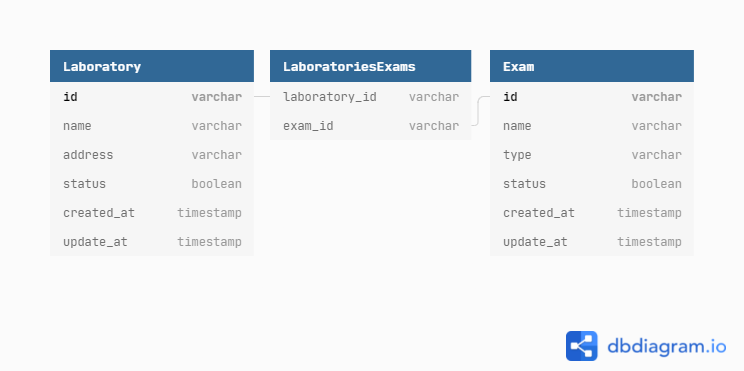 Laboratory
id varchar
name varchar
address varchar
status boolean
created_at timestamp
update_at timestamp
LaboratoriesExams
laboratory_id varchar
exam_id varchar
Exam
id varchar
name varchar
type varchar
status boolean
created_at timestamp
update_at timestamp
dbdiagram.io